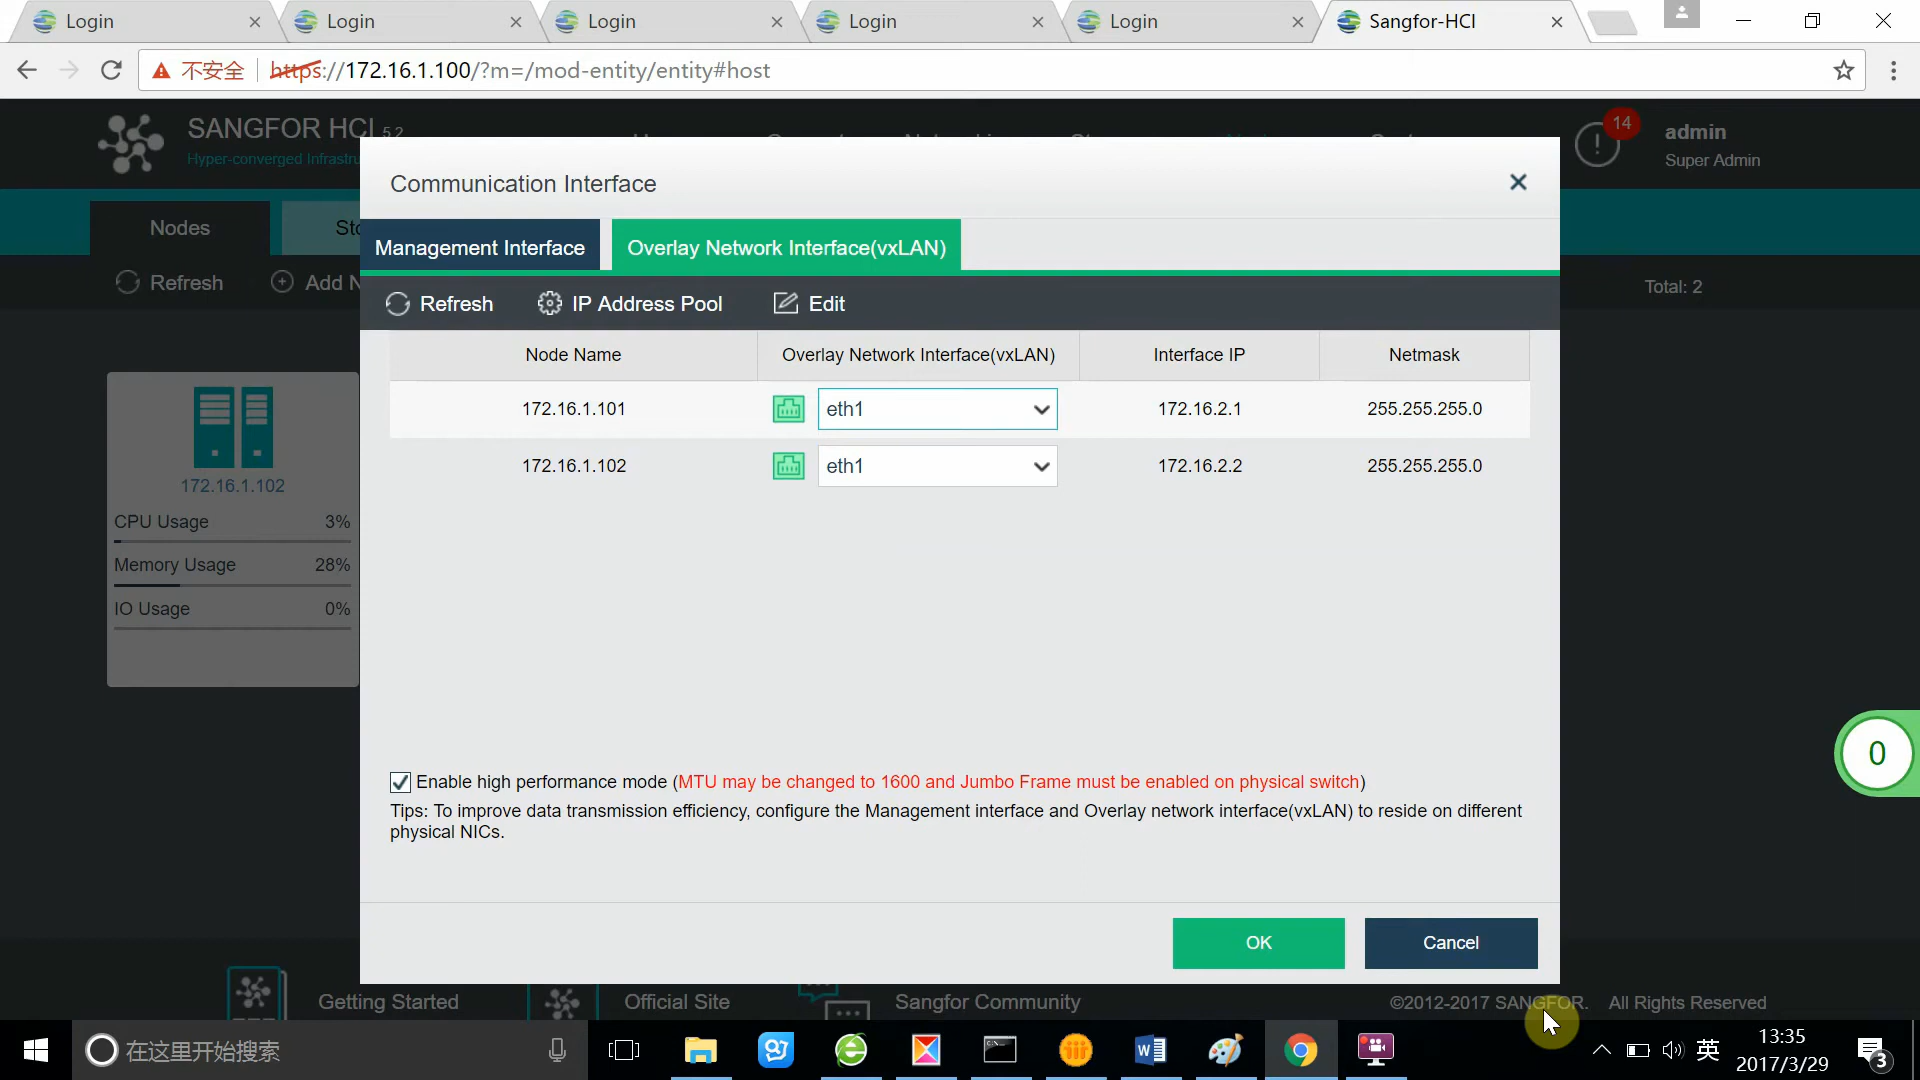 Login
Login
Login
Login
Login
Sangfor-HCI
不安全
https://172.16.1.100/?m=/mod-entity/entity#host
SANGFOR HCI 5.2
14
admin
Super Admin
Communication Interface
Nodes
Management Interface
Overlay Network Interface(vxLAN)
Refresh
Add N
Refresh
IP Address Pool
Edit
Total: 2
Node Name
Overlay Network Interface(vxLAN)
Interface IP
Netmask
172.16.1.101
eth1
172.16.2.1
255.255.255.0
172.16.1.102
eth1
172.16.2.2
255.255.255.0
172.16.1.102
CPU Usage 3%
Memory Usage 28%
IO Usage 0%
0
Enable high performance mode (MTU may be changed to 1600 and Jumbo Frame must be enabled on physical switch)
Tips: To improve data transmission efficiency, configure the Management interface and Overlay network interface(vxLAN) to reside on different
physical NICs.
OK
Cancel
Getting Started
Official Site
Sangfor Community
©2012-2017 SANGFOR. All Rights Reserved
在这里开始搜索
英
13:35
2017/3/29
3